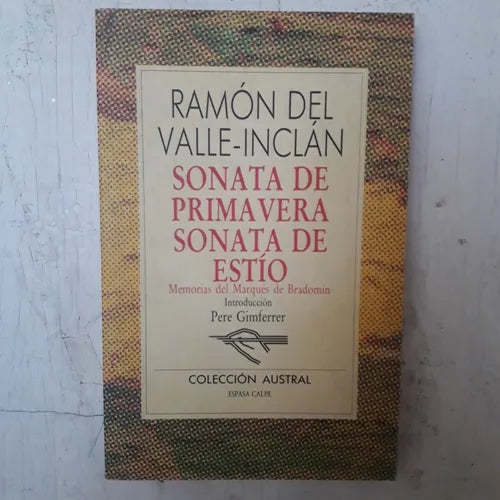 RAMÓN DEL
VALLE-INCLÁN
SONATA DE
PRIMAVERA
SONATA DE
ESTÍO
Memorias del Marqués de Bradomín
Introducción
Pere Gimferrer
COLECCIÓN AUSTRAL
ESPASA CALPE